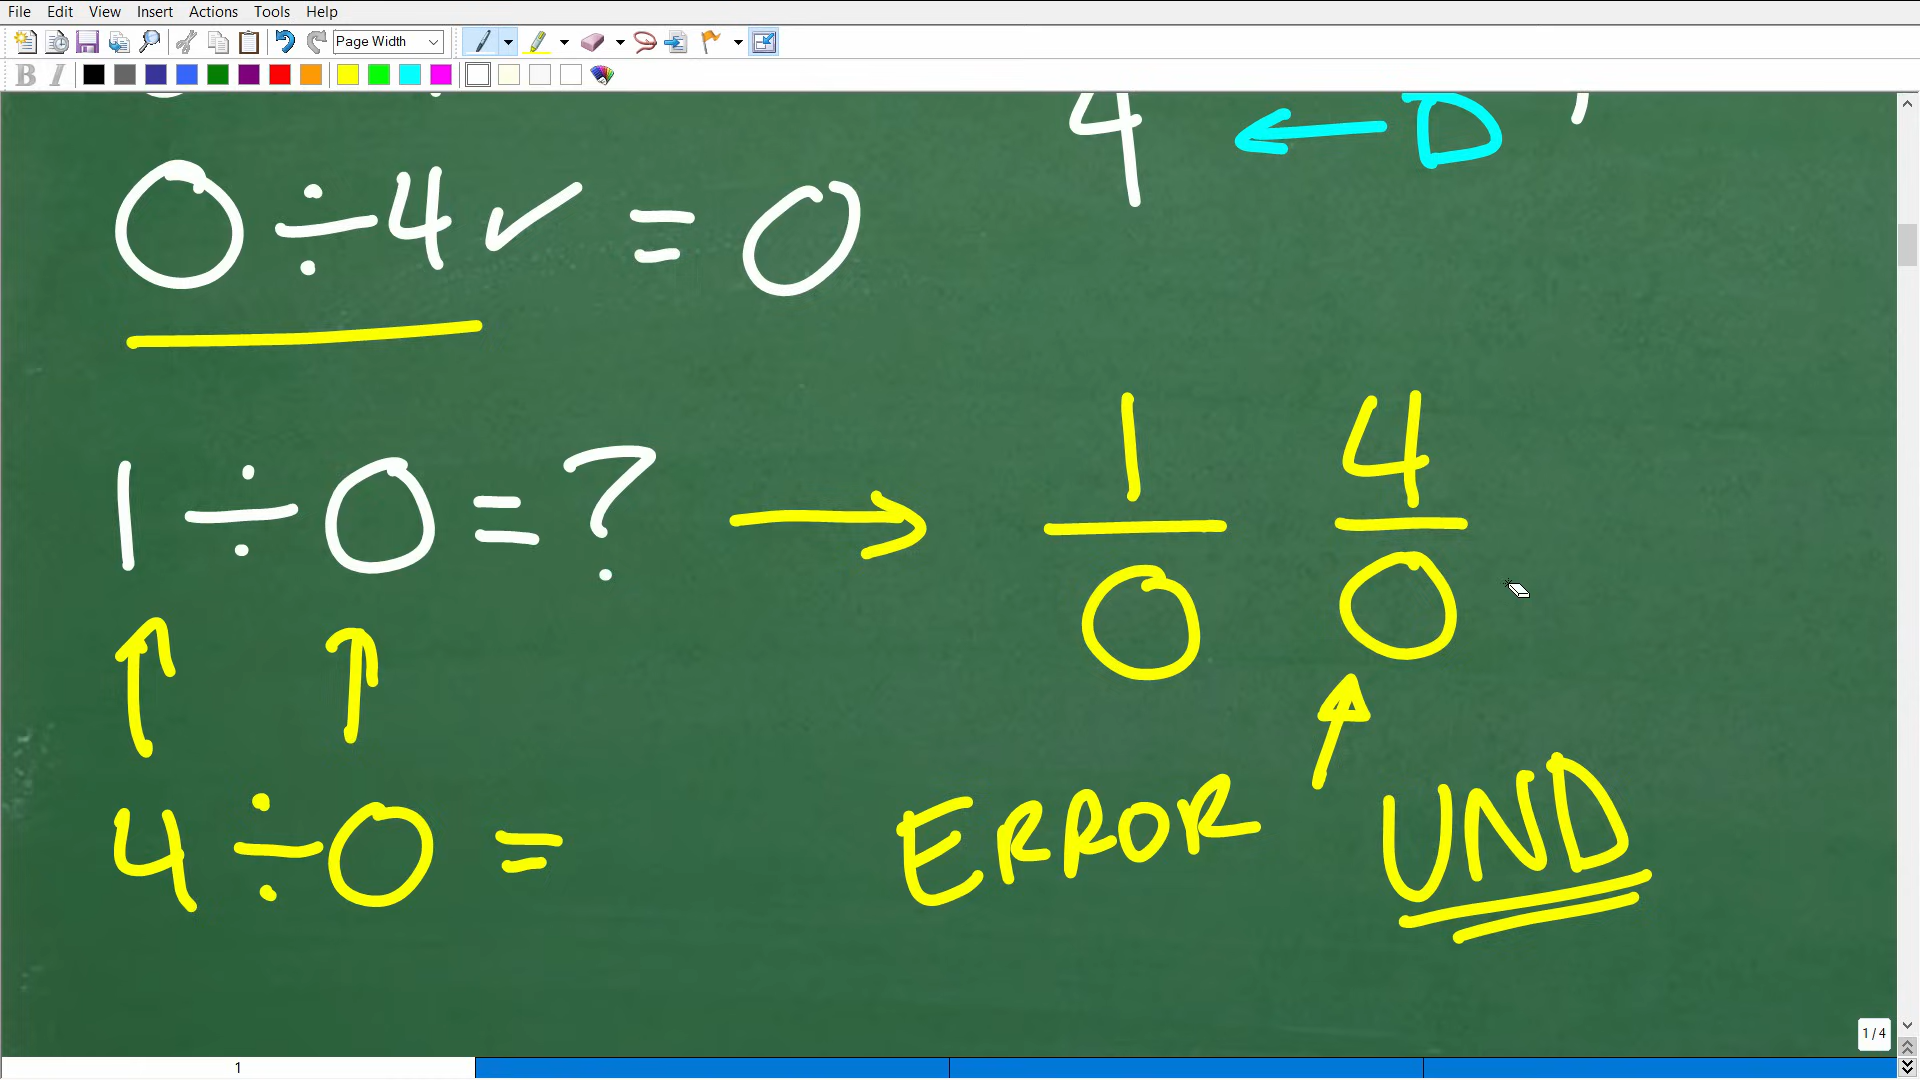 File Edit View Insert Actions Tools Help
Page Width
B I
4 ← D
0 ÷ 4 ✓ = 0
1 ÷ 0 = ? → 1/0 4/0
4 ÷ 0 =
ERROR UND
1 / 4
1